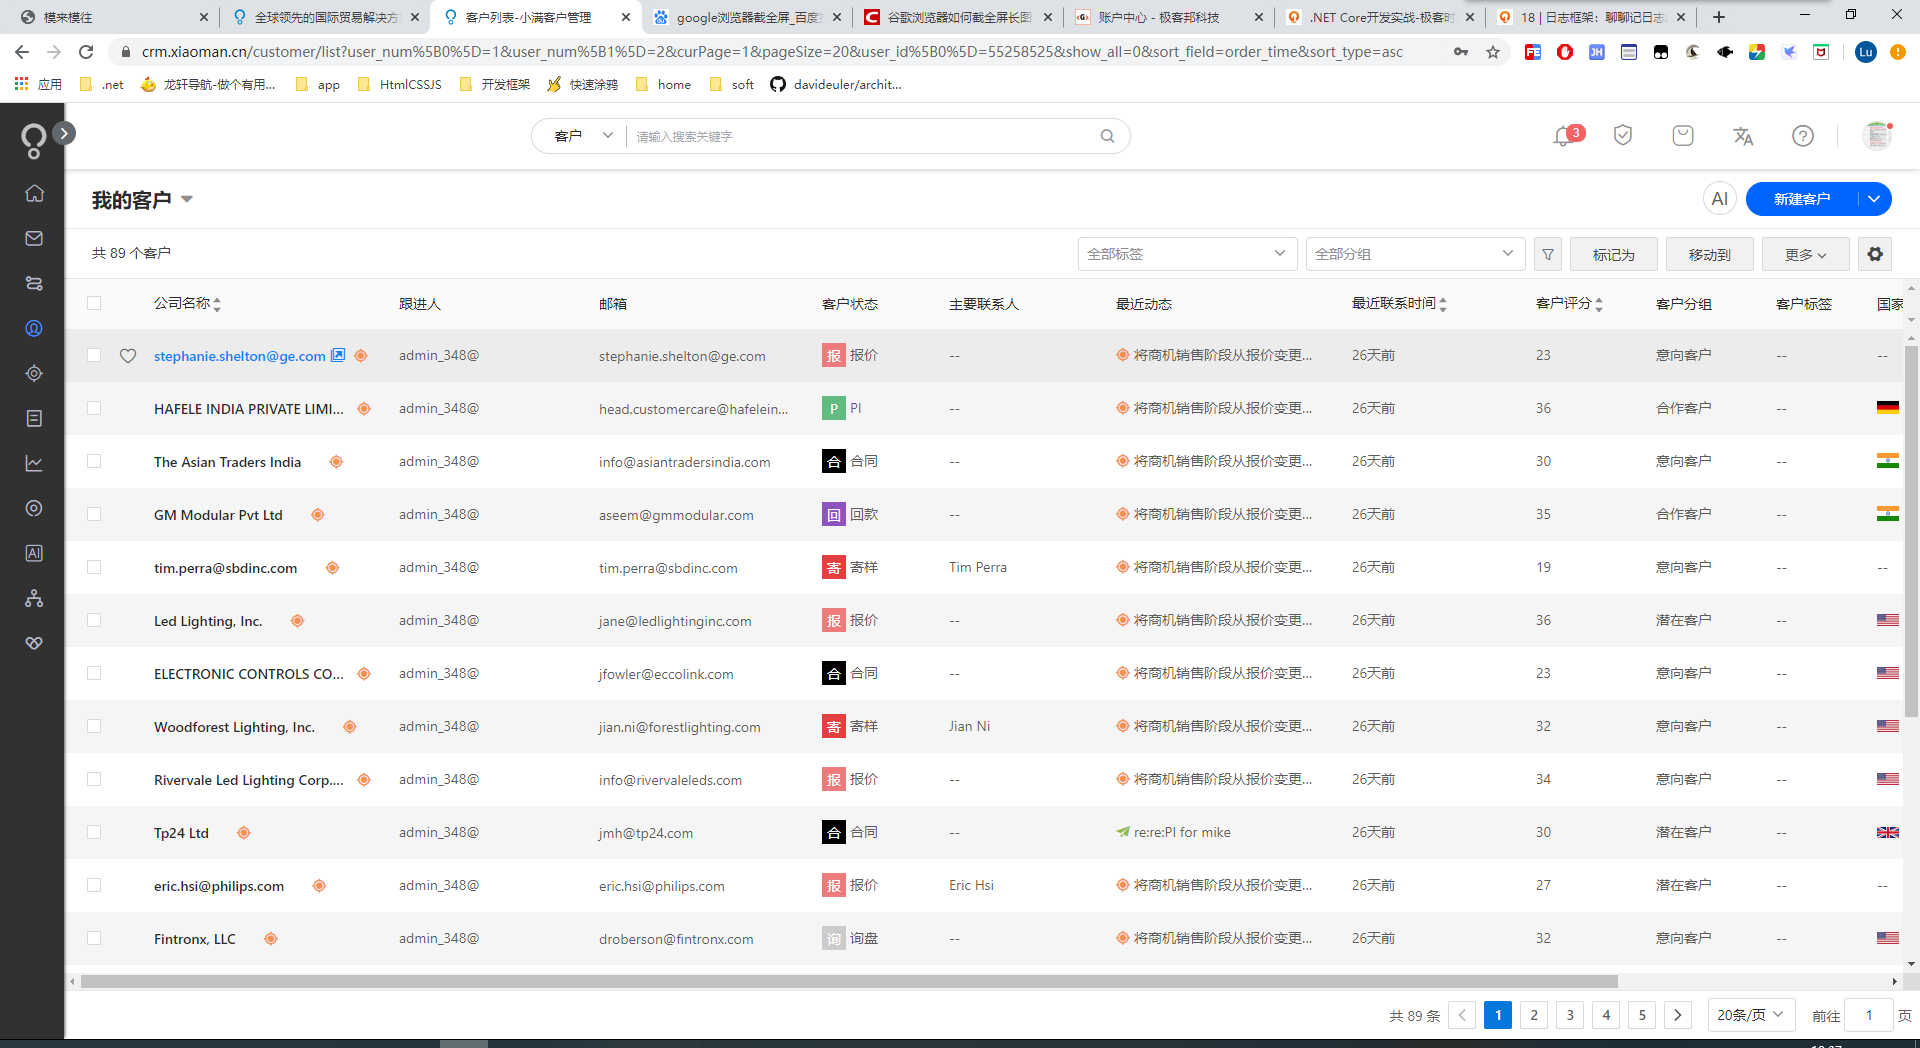 模来模往
全球领先的国际贸易解决方
客户列表-小满客户管理
google浏览器截全屏_百度
谷歌浏览器如何截全屏长图
账户中心 - 极客邦科技
.NET Core开发实战-极客时
18 | 日志框架：聊聊记日志
crm.xiaoman.cn/customer/list?user_num%5B0%5D=1&user_num%5B1%5D=2&curPage=1&pageSize=20&user_id%5B0%5D=55258525&show_all=0&sort_field=order_time&sort_type=asc
Lu
应用 .net 龙轩导航-做个有用... app HtmlCSSJS 开发框架 快速涂鸦 home soft davideuler/archit...
客户 请输入搜索关键字 3
我的客户 AI 新建客户
共 89 个客户 全部标签 全部分组 标记为 移动到 更多
公司名称 跟进人 邮箱 客户状态 主要联系人 最近动态 最近联系时间 客户评分 客户分组 客户标签 国家
stephanie.shelton@ge.com admin_348@ stephanie.shelton@ge.com 报 报价 -- 将商机销售阶段从报价变更... 26天前 23 意向客户 -- --
HAFELE INDIA PRIVATE LIMI... admin_348@ head.customercare@hafelein... P PI -- 将商机销售阶段从报价变更... 26天前 36 合作客户 --
The Asian Traders India admin_348@ info@asiantradersindia.com 合 合同 -- 将商机销售阶段从报价变更... 26天前 30 意向客户 --
GM Modular Pvt Ltd admin_348@ aseem@gmmodular.com 回 回款 -- 将商机销售阶段从报价变更... 26天前 35 合作客户 --
tim.perra@sbdinc.com admin_348@ tim.perra@sbdinc.com 寄 寄样 Tim Perra 将商机销售阶段从报价变更... 26天前 19 意向客户 -- --
Led Lighting, Inc. admin_348@ jane@ledlightinginc.com 报 报价 -- 将商机销售阶段从报价变更... 26天前 36 潜在客户 --
ELECTRONIC CONTROLS CO... admin_348@ jfowler@eccolink.com 合 合同 -- 将商机销售阶段从报价变更... 26天前 23 意向客户 --
Woodforest Lighting, Inc. admin_348@ jian.ni@forestlighting.com 寄 寄样 Jian Ni 将商机销售阶段从报价变更... 26天前 32 意向客户 --
Rivervale Led Lighting Corp.... admin_348@ info@rivervaleleds.com 报 报价 -- 将商机销售阶段从报价变更... 26天前 34 意向客户 --
Tp24 Ltd admin_348@ jmh@tp24.com 合 合同 -- re:re:PI for mike 26天前 30 潜在客户 --
eric.hsi@philips.com admin_348@ eric.hsi@philips.com 报 报价 Eric Hsi 将商机销售阶段从报价变更... 26天前 27 潜在客户 -- --
Fintronx, LLC admin_348@ droberson@fintronx.com 询 询盘 -- 将商机销售阶段从报价变更... 26天前 32 意向客户 --
AI
共 89 条 1 2 3 4 5 20条/页 前往 1 页